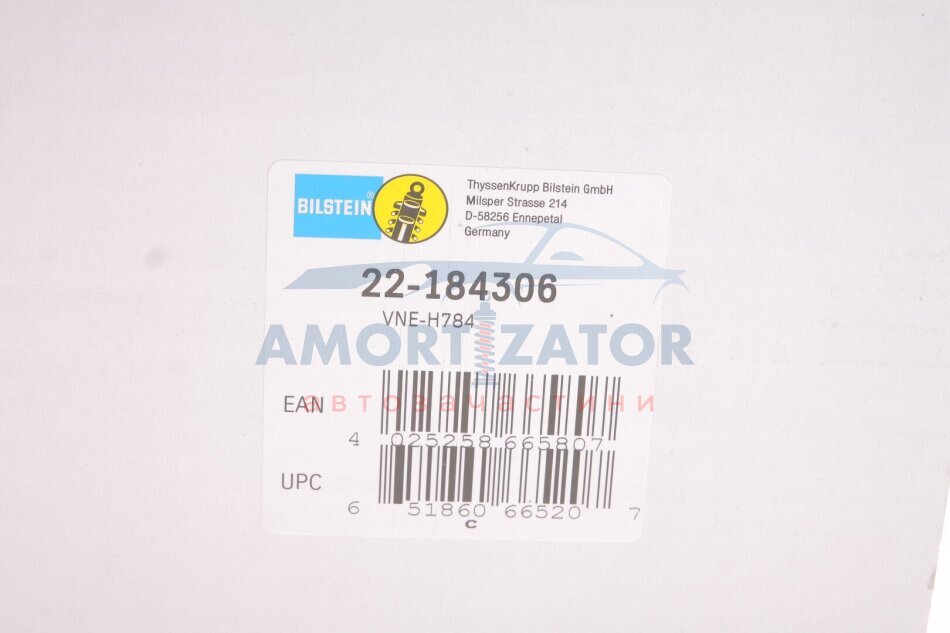 BILSTEIN®
ThyssenKrupp Bilstein GmbH
Milsper Strasse 214
D-58256 Ennepetal
Germany
22-184306
VNE-H784
AMORTIZATOR
автозапчастини
EAN
4 025258 665807
UPC
6 51860 66520 7
C